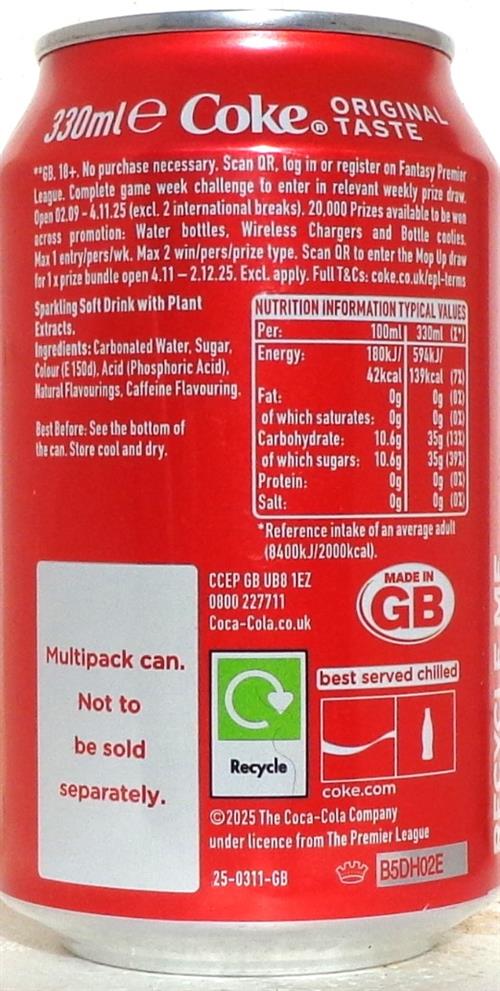 330ml e Coke® ORIGINAL TASTE
**GB. 18+. No purchase necessary. Scan QR, log in or register on Fantasy Premier
League. Complete game week challenge to enter in relevant weekly prize draw.
Open 02.09 - 4.11.25 (excl. 2 international breaks). 20,000 Prizes available to be won
across promotion: Water bottles, Wireless Chargers and Bottle coolies.
Max 1 entry/pers/wk. Max 2 win/pers/prize type. Scan QR to enter the Mop Up draw
for 1 x prize bundle open 4.11 – 2.12.25. Excl. apply. Full T&Cs: coke.co.uk/epl-terms
Sparkling Soft Drink with Plant
Extracts.
Ingredients: Carbonated Water, Sugar,
Colour (E 150d), Acid (Phosphoric Acid),
Natural Flavourings, Caffeine Flavouring.
Best Before: See the bottom of
the can. Store cool and dry.
NUTRITION INFORMATION TYPICAL VALUES
Per: 100ml 330ml (%*)
Energy: 180kJ/ 594kJ/
42kcal 139kcal (7%)
Fat: 0g 0g (0%)
of which saturates: 0g 0g (0%)
Carbohydrate: 10.6g 35g (13%)
of which sugars: 10.6g 35g (39%)
Protein: 0g 0g (0%)
Salt: 0g 0g (0%)
*Reference intake of an average adult
(8400kJ/2000kcal).
CCEP GB UB8 1EZ
0800 227711
Coca-Cola.co.uk
MADE IN
GB
Multipack can.
Not to
be sold
separately.
Recycle
best served chilled
coke.com
©2025 The Coca-Cola Company
under licence from The Premier League
25-0311-GB
B5DH02E